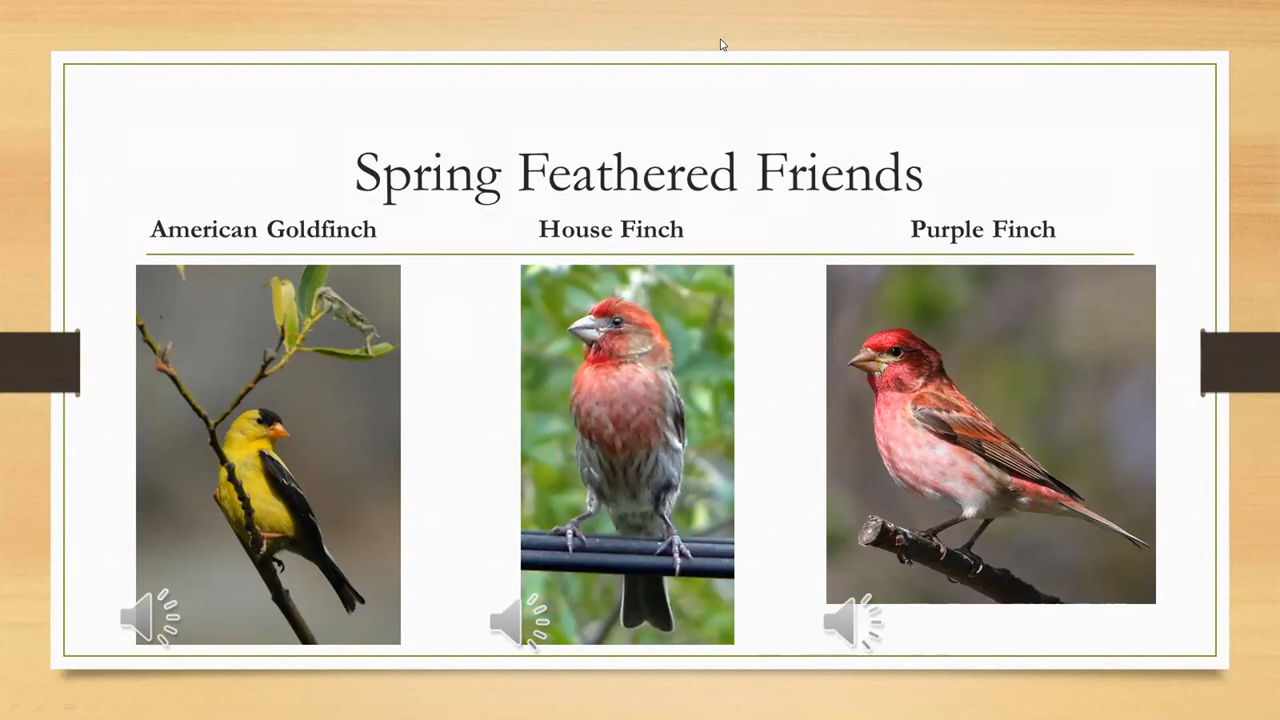 Spring Feathered Friends
American Goldfinch
House Finch
Purple Finch